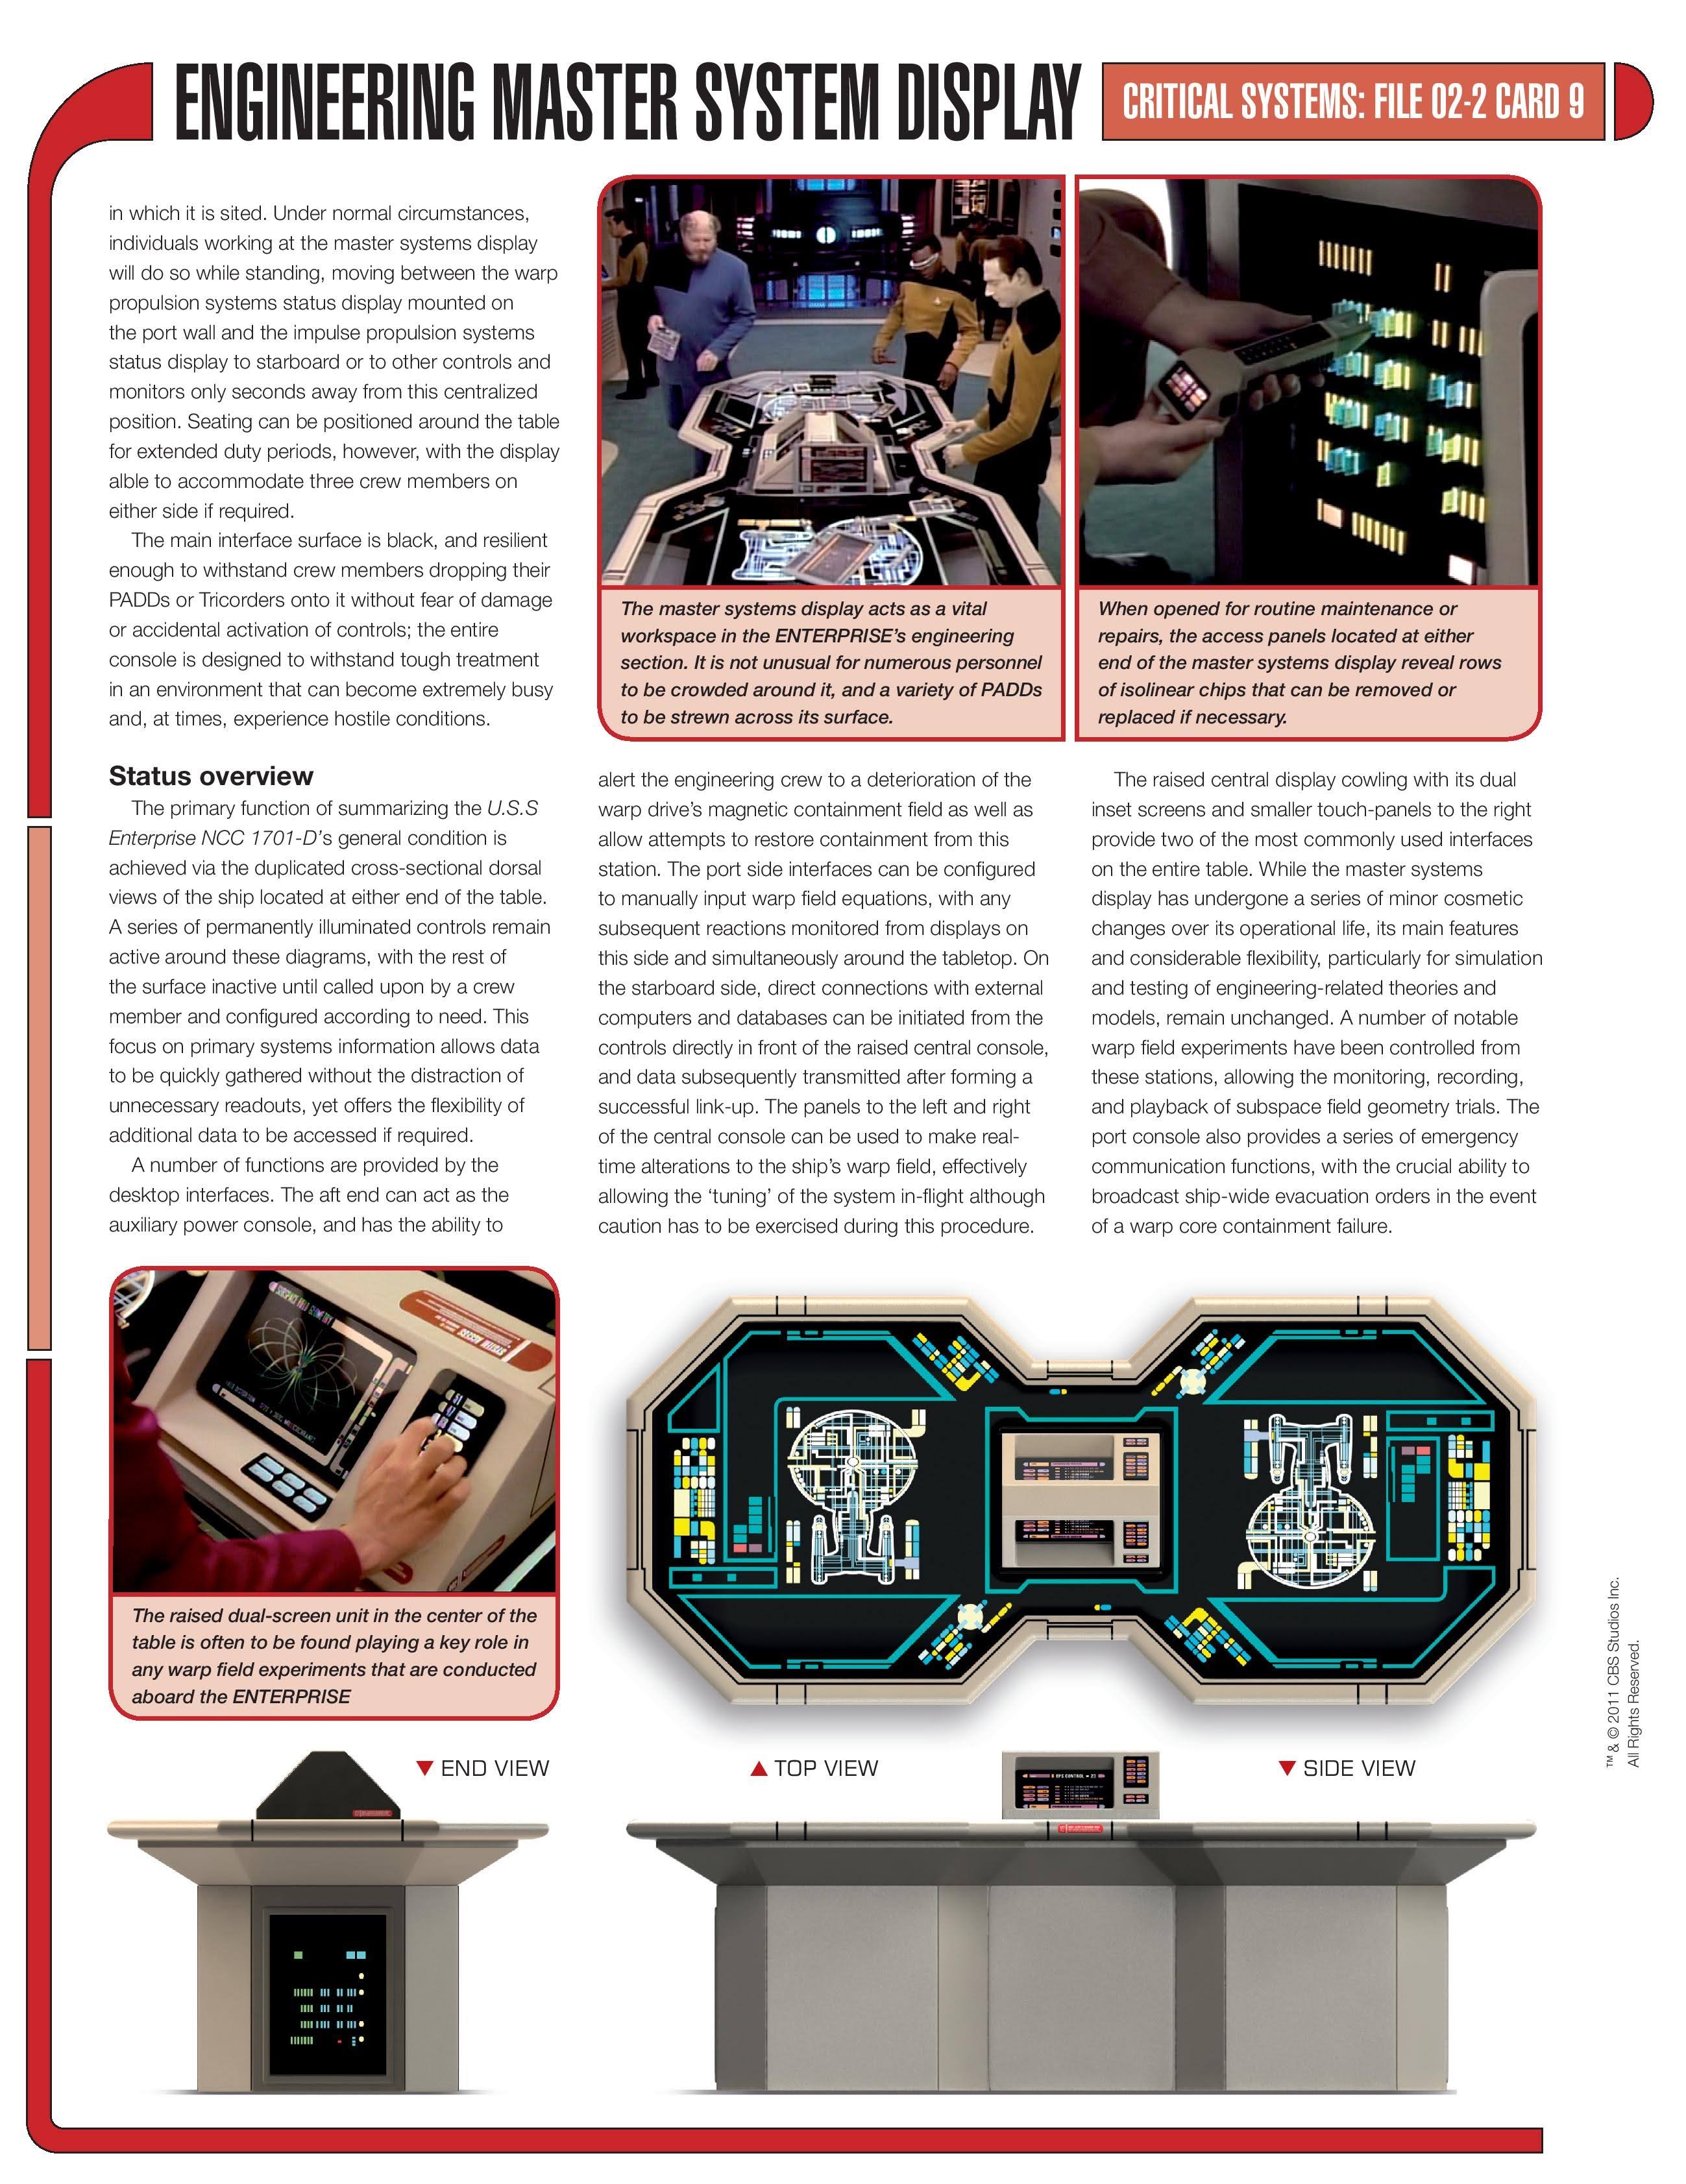 ENGINEERING MASTER SYSTEM DISPLAY
CRITICAL SYSTEMS: FILE 02-2 CARD 9
in which it is sited. Under normal circumstances,
individuals working at the master systems display
will do so while standing, moving between the warp
propulsion systems status display mounted on
the port wall and the impulse propulsion systems
status display to starboard or to other controls and
monitors only seconds away from this centralized
position. Seating can be positioned around the table
for extended duty periods, however, with the display
alble to accommodate three crew members on
either side if required.
The main interface surface is black, and resilient
enough to withstand crew members dropping their
PADDs or Tricorders onto it without fear of damage
or accidental activation of controls; the entire
console is designed to withstand tough treatment
in an environment that can become extremely busy
and, at times, experience hostile conditions.
The master systems display acts as a vital
workspace in the ENTERPRISE's engineering
section. It is not unusual for numerous personnel
to be crowded around it, and a variety of PADDs
to be strewn across its surface.
When opened for routine maintenance or
repairs, the access panels located at either
end of the master systems display reveal rows
of isolinear chips that can be removed or
replaced if necessary.
Status overview
The primary function of summarizing the U.S.S
Enterprise NCC 1701-D's general condition is
achieved via the duplicated cross-sectional dorsal
views of the ship located at either end of the table.
A series of permanently illuminated controls remain
active around these diagrams, with the rest of
the surface inactive until called upon by a crew
member and configured according to need. This
focus on primary systems information allows data
to be quickly gathered without the distraction of
unnecessary readouts, yet offers the flexibility of
additional data to be accessed if required.
A number of functions are provided by the
desktop interfaces. The aft end can act as the
auxiliary power console, and has the ability to
alert the engineering crew to a deterioration of the
warp drive's magnetic containment field as well as
allow attempts to restore containment from this
station. The port side interfaces can be configured
to manually input warp field equations, with any
subsequent reactions monitored from displays on
this side and simultaneously around the tabletop. On
the starboard side, direct connections with external
computers and databases can be initiated from the
controls directly in front of the raised central console,
and data subsequently transmitted after forming a
successful link-up. The panels to the left and right
of the central console can be used to make real-
time alterations to the ship's warp field, effectively
allowing the ‘tuning’ of the system in-flight although
caution has to be exercised during this procedure.
The raised central display cowling with its dual
inset screens and smaller touch-panels to the right
provide two of the most commonly used interfaces
on the entire table. While the master systems
display has undergone a series of minor cosmetic
changes over its operational life, its main features
and considerable flexibility, particularly for simulation
and testing of engineering-related theories and
models, remain unchanged. A number of notable
warp field experiments have been controlled from
these stations, allowing the monitoring, recording,
and playback of subspace field geometry trials. The
port console also provides a series of emergency
communication functions, with the crucial ability to
broadcast ship-wide evacuation orders in the event
of a warp core containment failure.
SUBSPACE FIELD GEOMETRY
The raised dual-screen unit in the center of the
table is often to be found playing a key role in
any warp field experiments that are conducted
aboard the ENTERPRISE
▼ END VIEW
▲ TOP VIEW
▼ SIDE VIEW
EPS CONTROL • 23
™ & © 2011 CBS Studios Inc.
All Rights Reserved.